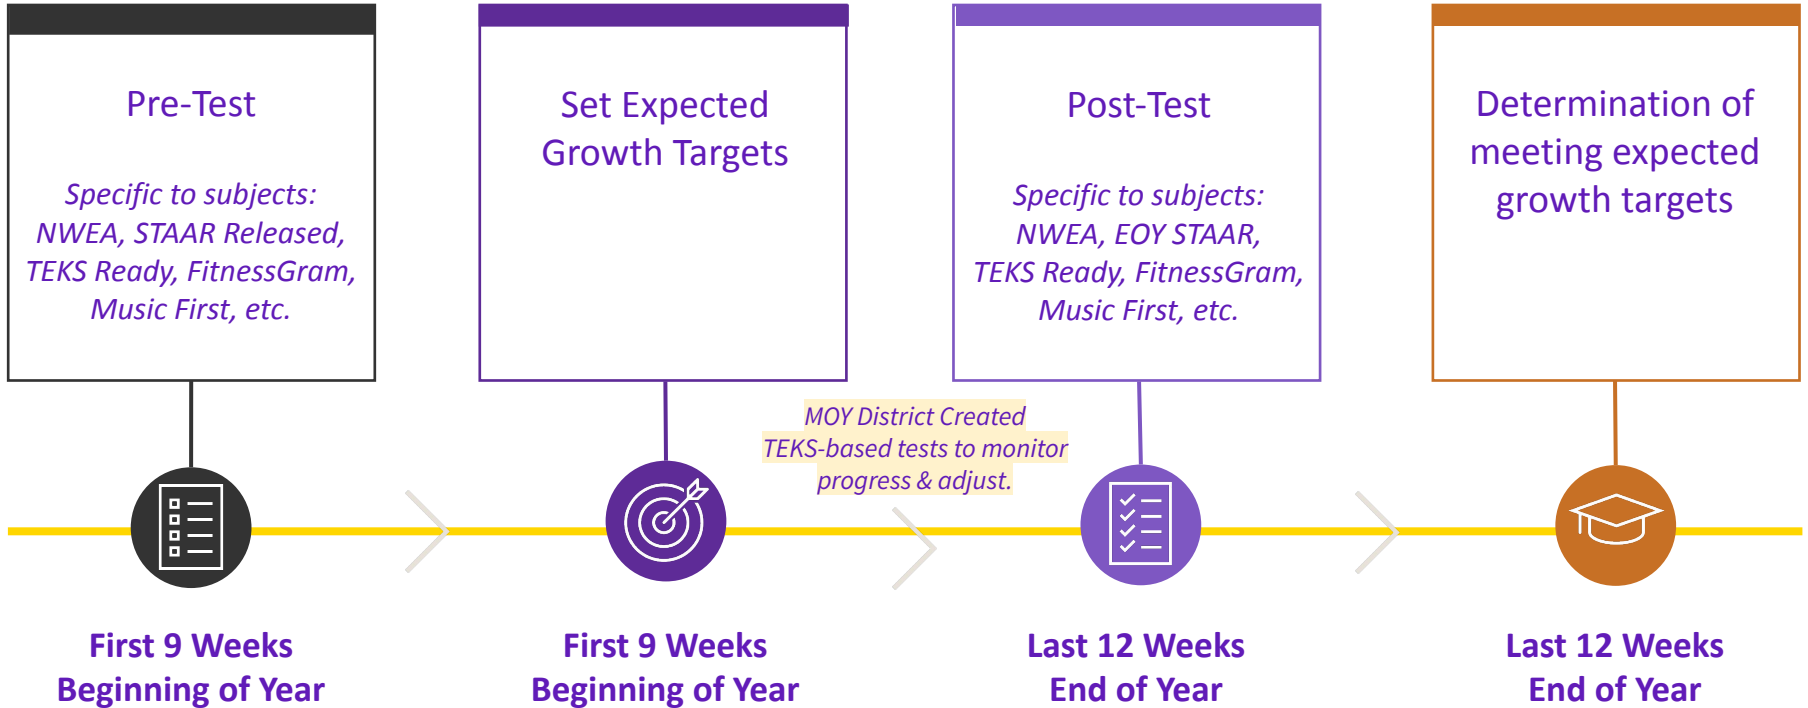 Pre-Test
Specific to subjects:
NWEA, STAAR Released,
TEKS Ready, FitnessGram,
Music First, etc.
Set Expected
Growth Targets
Post-Test
Specific to subjects:
NWEA, EOY STAAR,
TEKS Ready, FitnessGram,
Music First, etc.
Determination of
meeting expected
growth targets
MOY District Created
TEKS-based tests to monitor
progress & adjust.
First 9 Weeks
Beginning of Year
First 9 Weeks
Beginning of Year
Last 12 Weeks
End of Year
Last 12 Weeks
End of Year